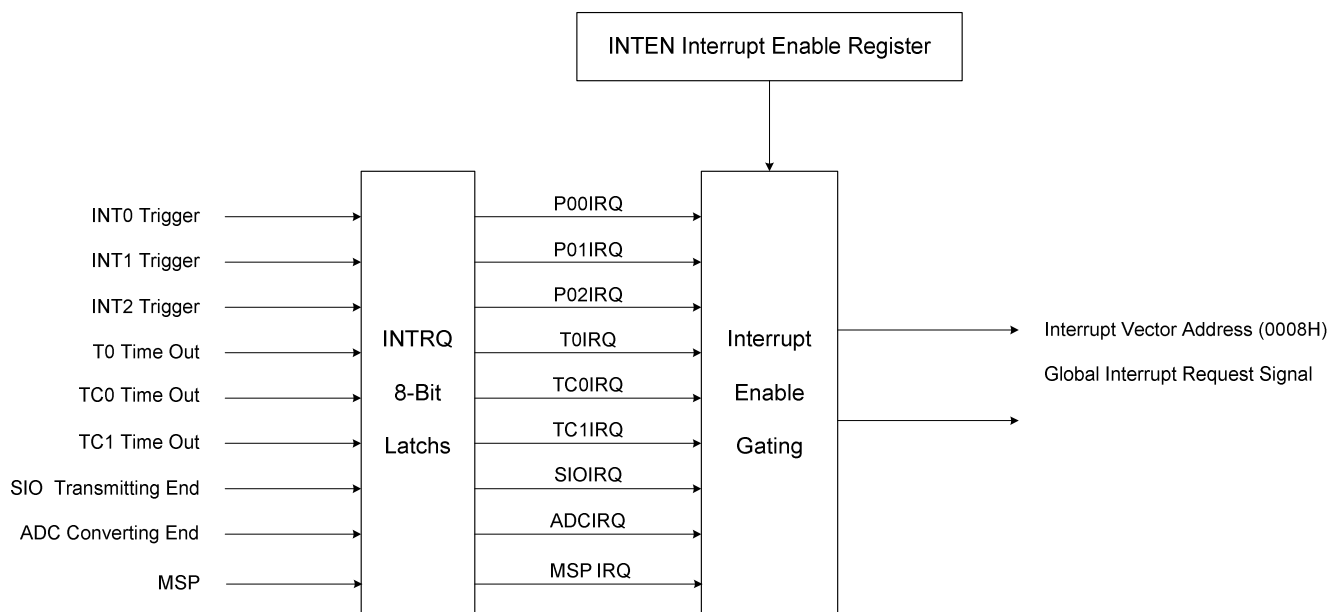 INTEN Interrupt Enable Register
INT0 Trigger
INT1 Trigger
INT2 Trigger
T0 Time Out
TC0 Time Out
TC1 Time Out
SIO Transmitting End
ADC Converting End
MSP
INTRQ
8-Bit
Latchs
P00IRQ
P01IRQ
P02IRQ
T0IRQ
TC0IRQ
TC1IRQ
SIOIRQ
ADCIRQ
MSP IRQ
Interrupt
Enable
Gating
Interrupt Vector Address (0008H)
Global Interrupt Request Signal